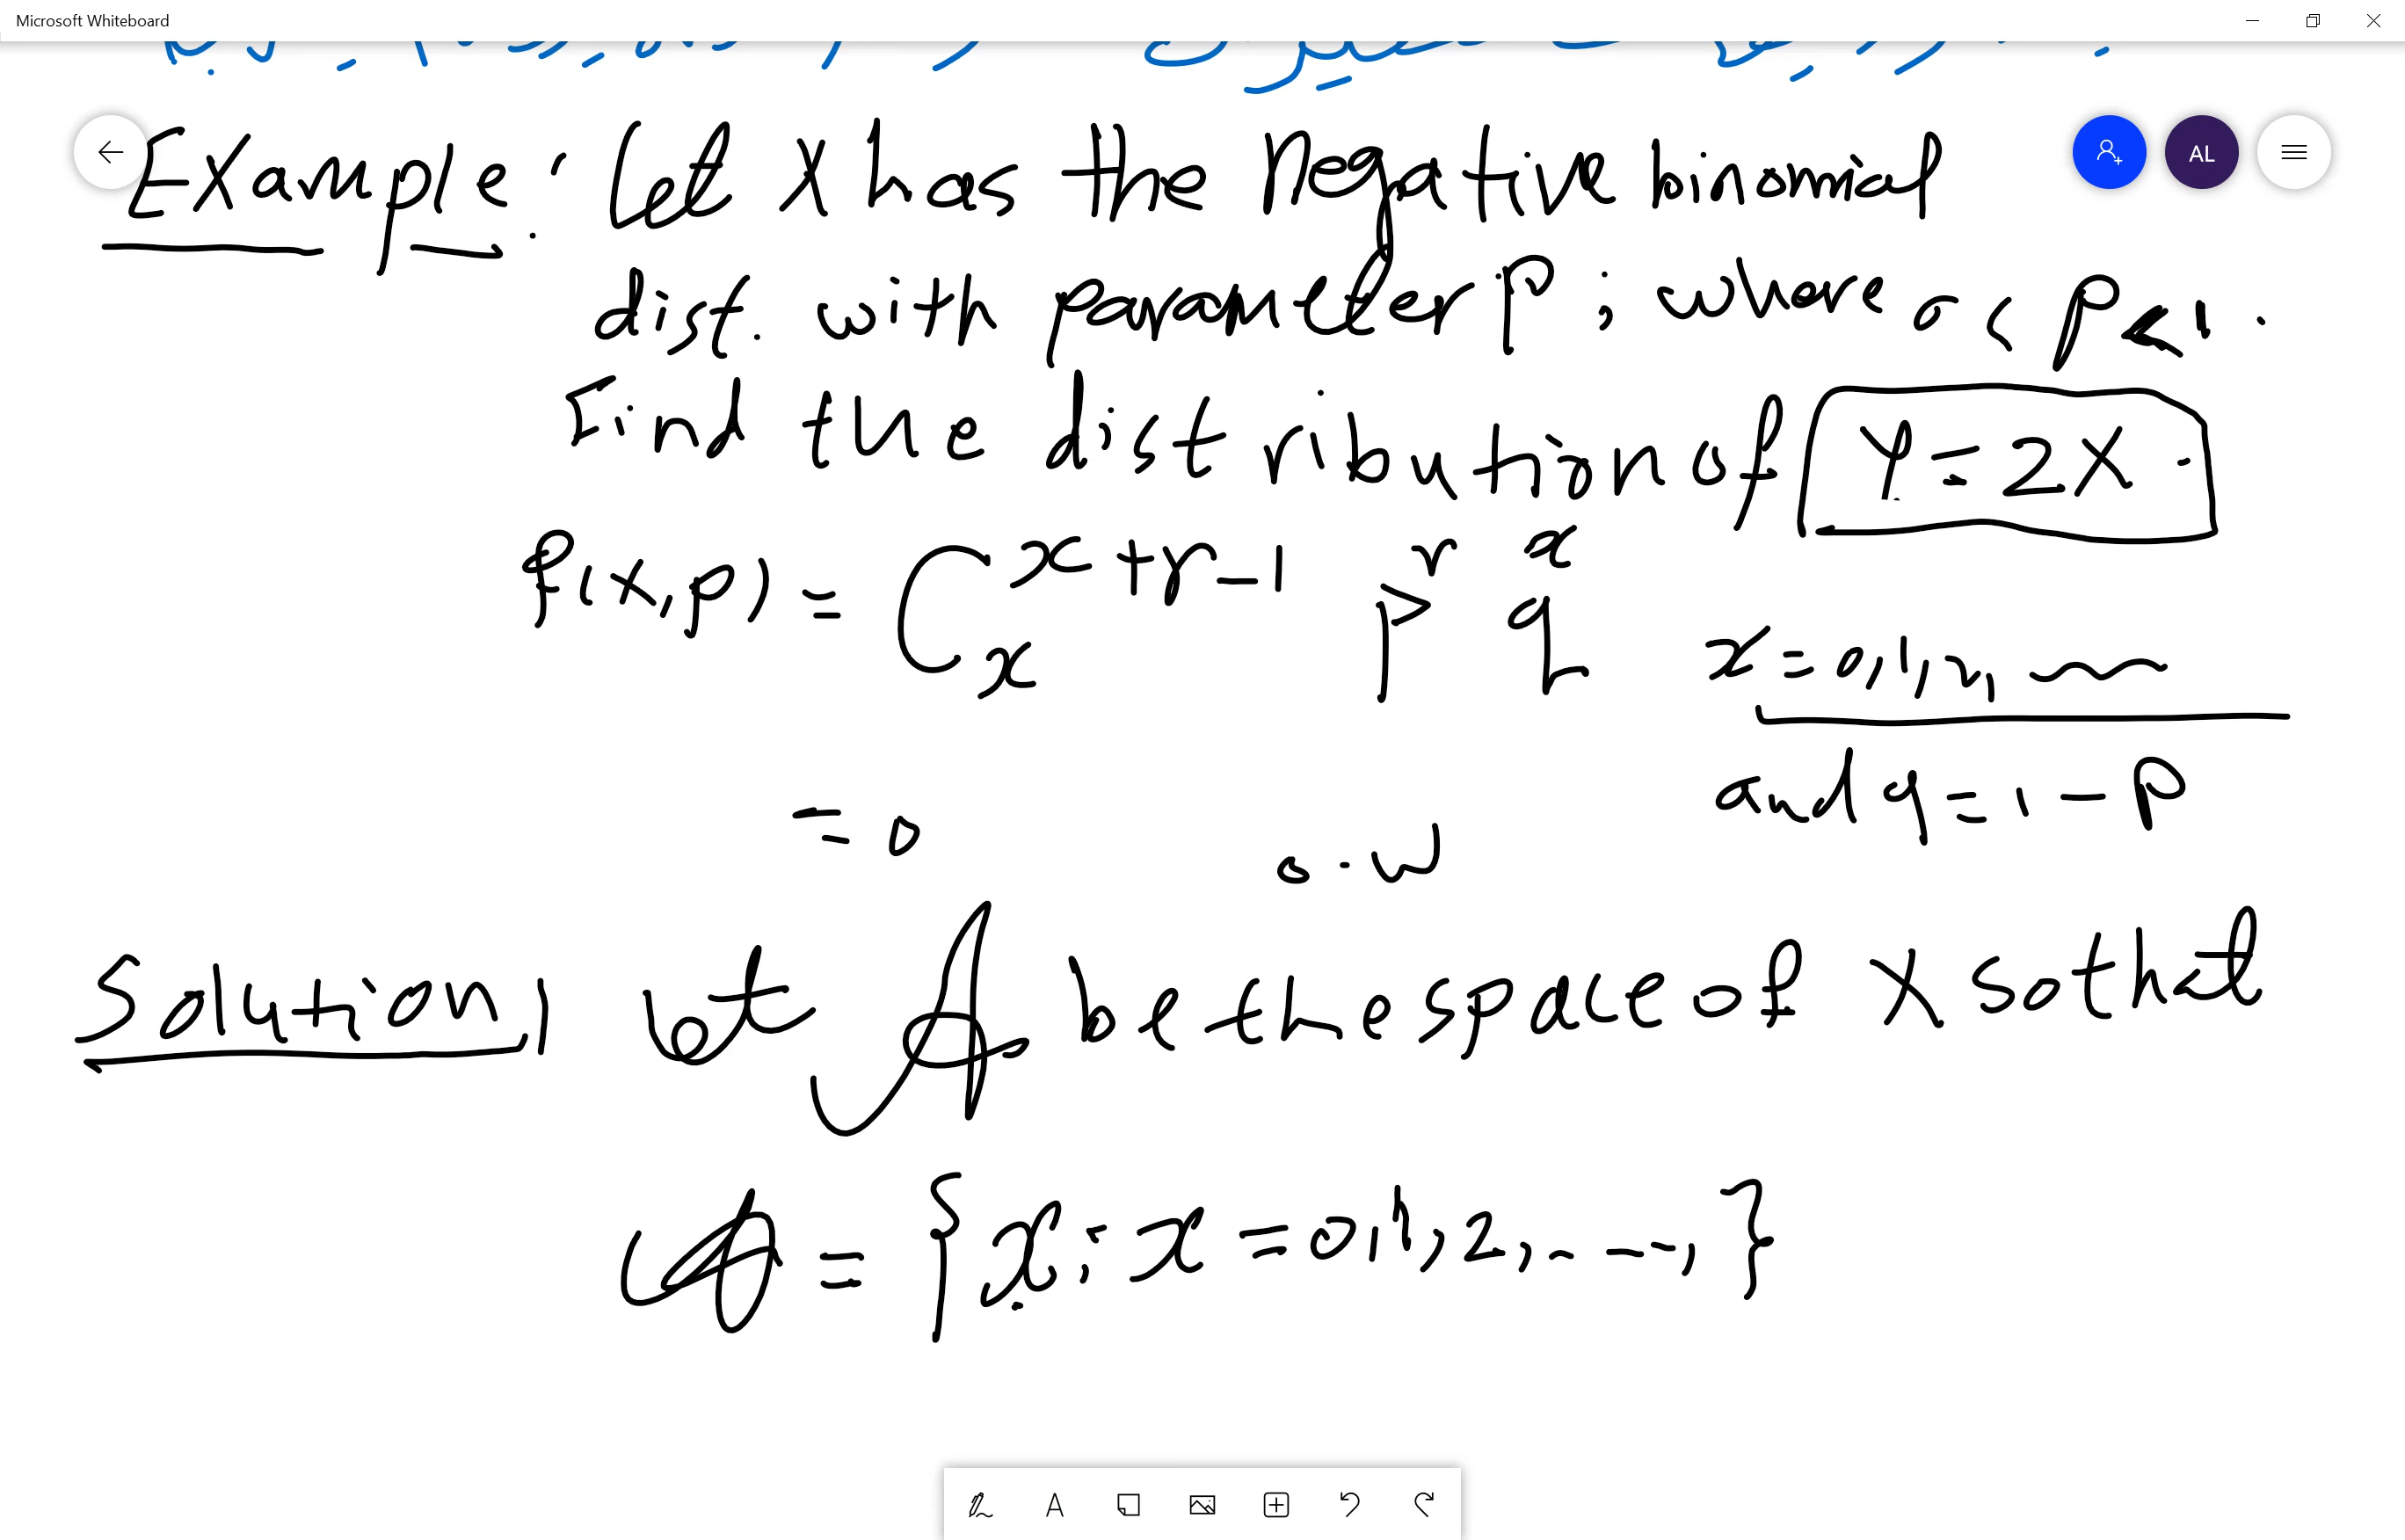 Microsoft Whiteboard
AL
Example: let X has the negative binomial
dist. with parameter p; where 0 < p < 1.
Find the distribution of Y = 2X.
f(x,p) = C^{x+r-1}_{x} p^r q^x x = 0,1,2,
and q = 1 - p
= 0 o.w
Solution, let A be the space of X so that
A = {x; x = 0,1,2,.. --, }